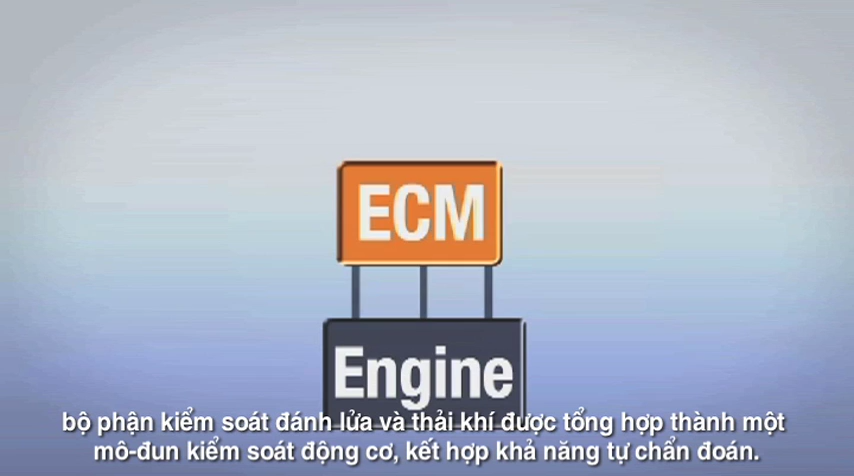 ECM
Engine
bộ phận kiểm soát đánh lửa và thải khí được tổng hợp thành một
mô-đun kiểm soát động cơ, kết hợp khả năng tự chẩn đoán.